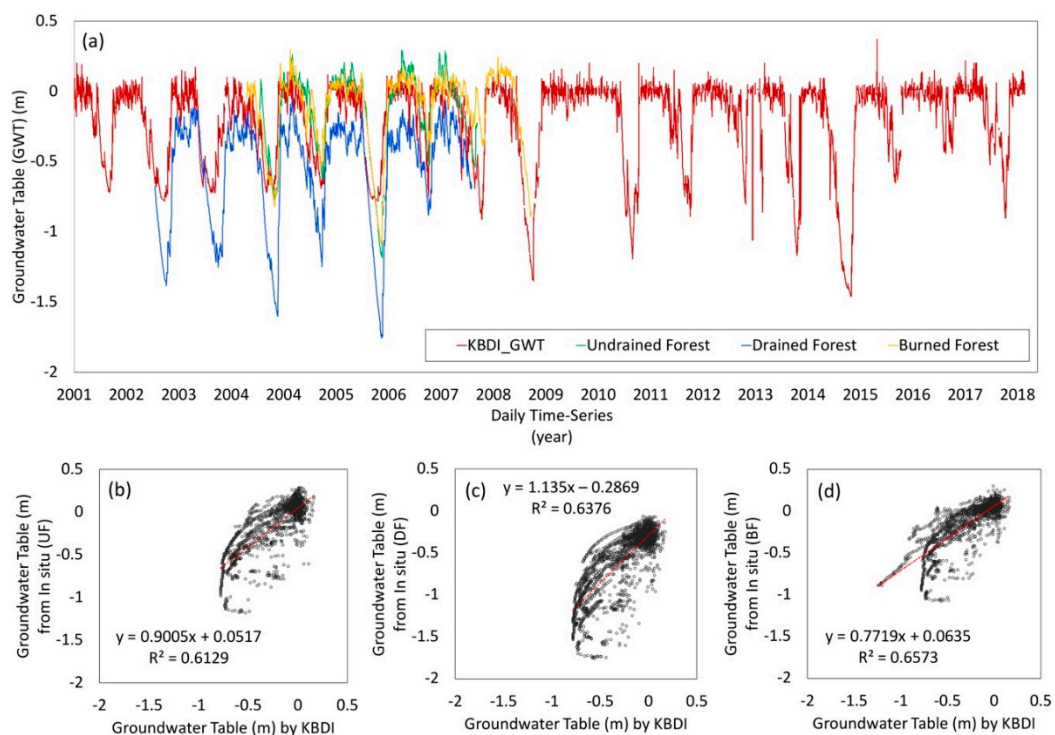 (a)
Groundwater Table (GWT) (m)
0.5
0
-0.5
-1
-1.5
-2
KBDI_GWT Undrained Forest Drained Forest Burned Forest
2001 2002 2003 2004 2005 2006 2007 2008 2009 2010 2011 2012 2013 2014 2015 2016 2017 2018
Daily Time-Series
(year)
(b)
Groundwater Table (m)
from In situ (UF)
0.5
0
-0.5
-1
-1.5
-2
y = 0.9005x + 0.0517
R² = 0.6129
-2 -1.5 -1 -0.5 0 0.5
Groundwater Table (m) by KBDI
(c)
Groundwater Table (m)
from In situ (DF)
0.5
0
-0.5
-1
-1.5
-2
y = 1.135x – 0.2869
R² = 0.6376
-2 -1.5 -1 -0.5 0 0.5
Groundwater Table (m) by KBDI
(d)
Groundwater Table (m)
from In situ (BF)
0.5
0
-0.5
-1
-1.5
-2
y = 0.7719x + 0.0635
R² = 0.6573
-2 -1.5 -1 -0.5 0 0.5
Groundwater Table (m) by KBDI